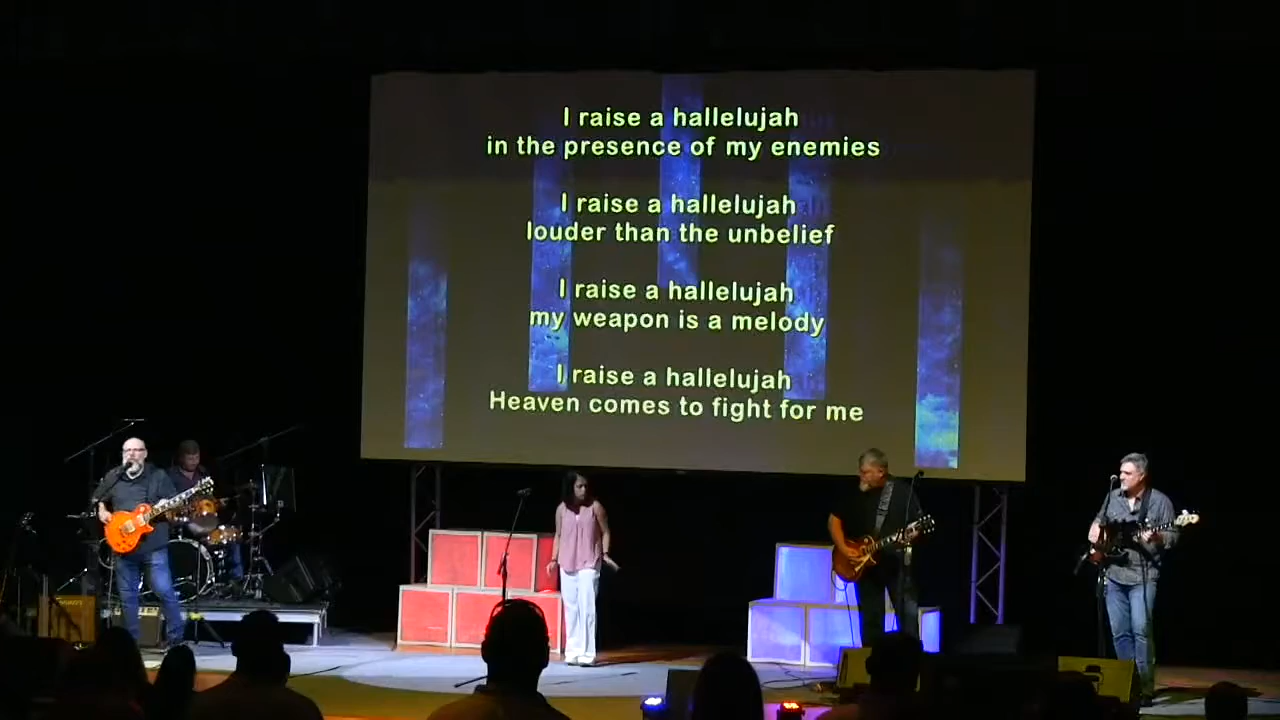 I raise a hallelujah
in the presence of my enemies
I raise a hallelujah
louder than the unbelief
I raise a hallelujah
my weapon is a melody
I raise a hallelujah
Heaven comes to fight for me